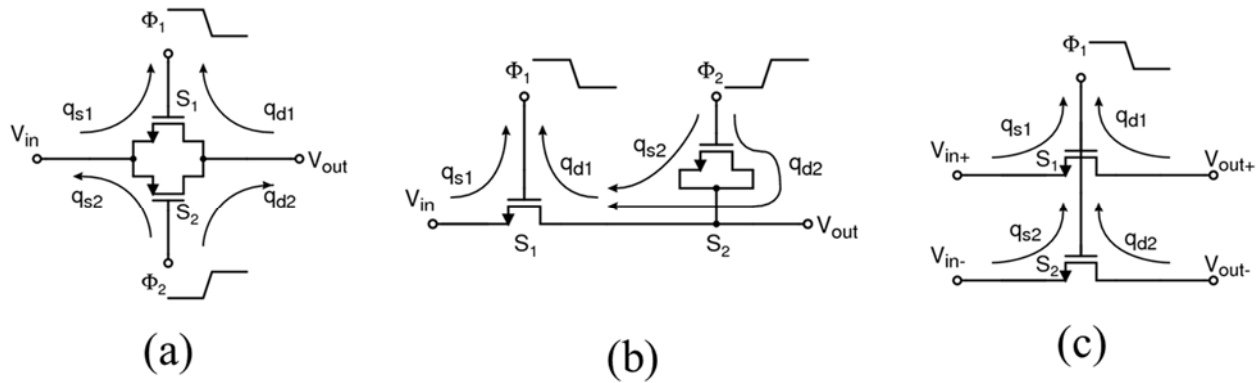 Φ1
qs1
S1
qd1
Vin
Vout
qs2
S2
qd2
Φ2
(a)
Φ1
Φ2
qs1
qd1
qs2
qd2
Vin
S1
S2
Vout
(b)
Φ1
qs1
qd1
Vin+
S1
Vout+
qs2
qd2
Vin-
S2
Vout-
(c)